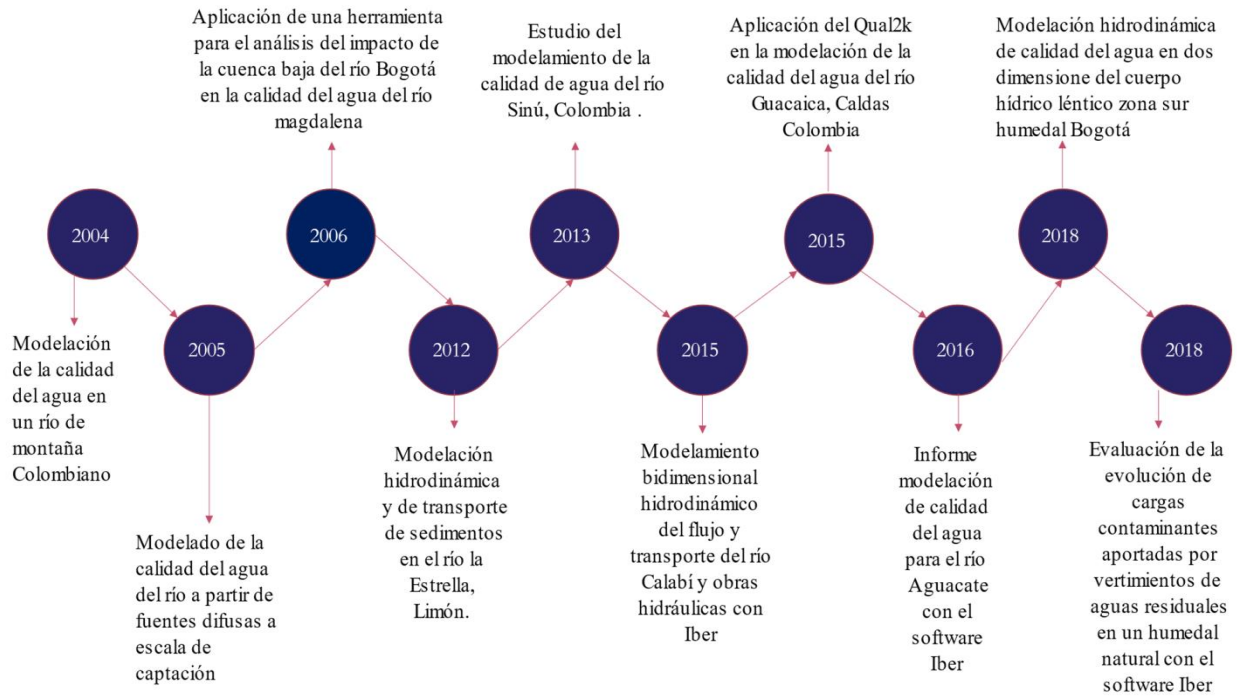 2004
Modelación
de la calidad
del agua en
un río de
montaña
Colombiano
2005
Modelado de la
calidad del agua
del río a partir de
fuentes difusas a
escala de
captación
Aplicación de una herramienta
para el análisis del impacto de
la cuenca baja del río Bogotá
en la calidad del agua del río
magdalena
2006
2012
Modelación
hidrodinámica
y de transporte
de sedimentos
en el río la
Estrella,
Limón.
Estudio del
modelamiento de la
calidad de agua del río
Sinú, Colombia .
2013
2015
Modelamiento
bidimensional
hidrodinámico
del flujo y
transporte del río
Calabí y obras
hidráulicas con
Iber
Aplicación del Qual2k
en la modelación de la
calidad del agua del río
Guacaica, Caldas
Colombia
2015
2016
Informe
modelación
de calidad
del agua
para el río
Aguacate
con el
software
Iber
Modelación hidrodinámica
de calidad del agua en dos
dimensione del cuerpo
hídrico léntico zona sur
humedal Bogotá
2018
2018
Evaluación de la
evolución de
cargas
contaminantes
aportadas por
vertimientos de
aguas residuales
en un humedal
natural con el
software Iber